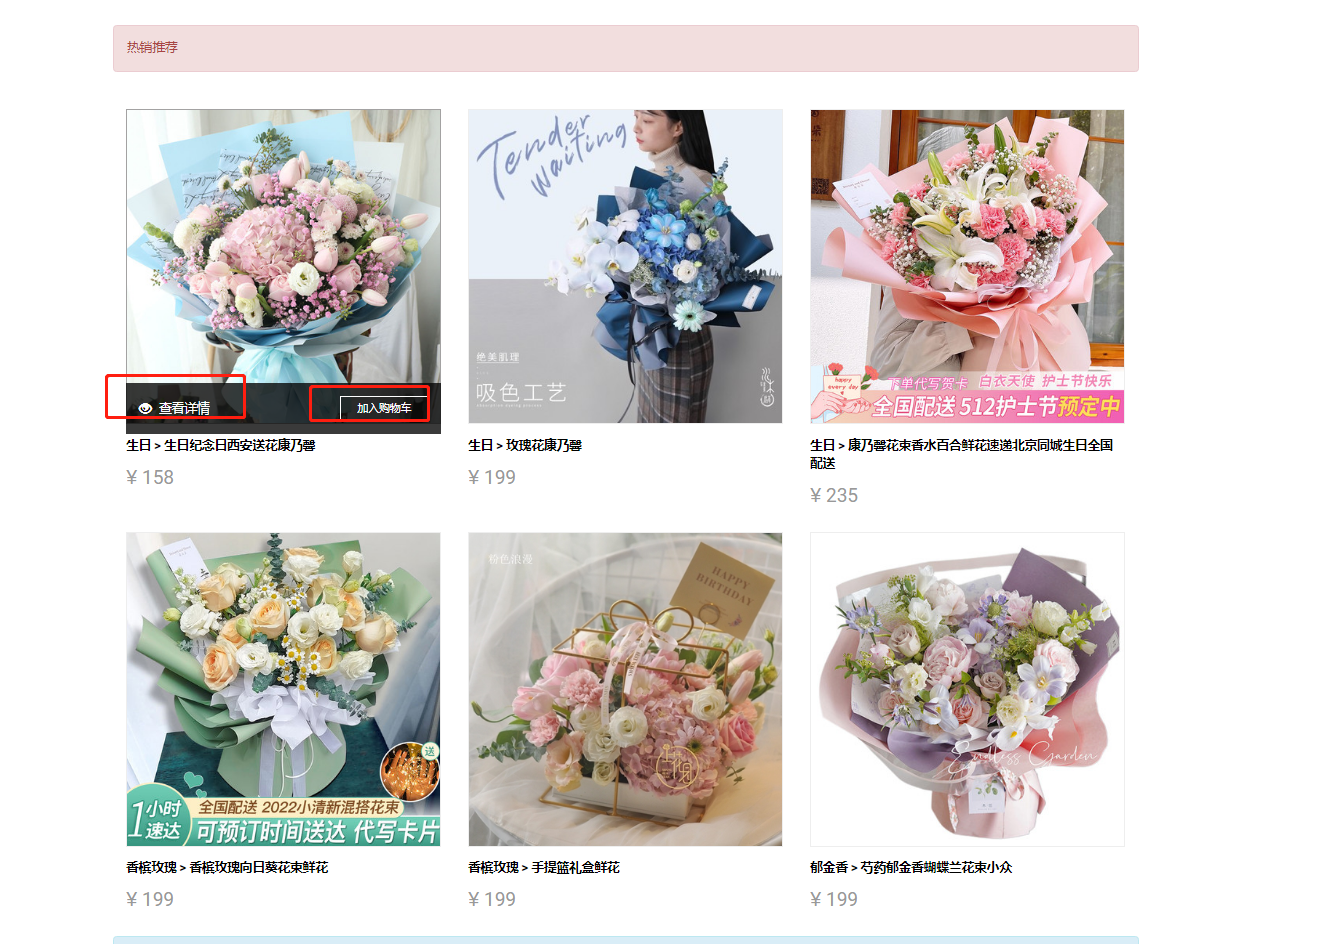 热销推荐
Tender
waiting
绝美肌理
吸色工艺
下单代写贺卡 白衣天使 护士节快乐
happy
every day
全国配送 512护士节预定中
查看详情
加入购物车
生日 > 生日纪念日西安送花康乃馨
¥ 158
生日 > 玫瑰花康乃馨
¥ 199
生日 > 康乃馨花束香水百合鲜花速递北京同城生日全国
配送
¥ 235
粉色浪漫
HAPPY
BIRTHDAY
送
1小时
速达
全国配送 2022小清新混搭花束
可预订时间送达 代写卡片
Endless Garden
香槟玫瑰 > 香槟玫瑰向日葵花束鲜花
¥ 199
香槟玫瑰 > 手提篮礼盒鲜花
¥ 199
郁金香 > 芍药郁金香蝴蝶兰花束小众
¥ 199